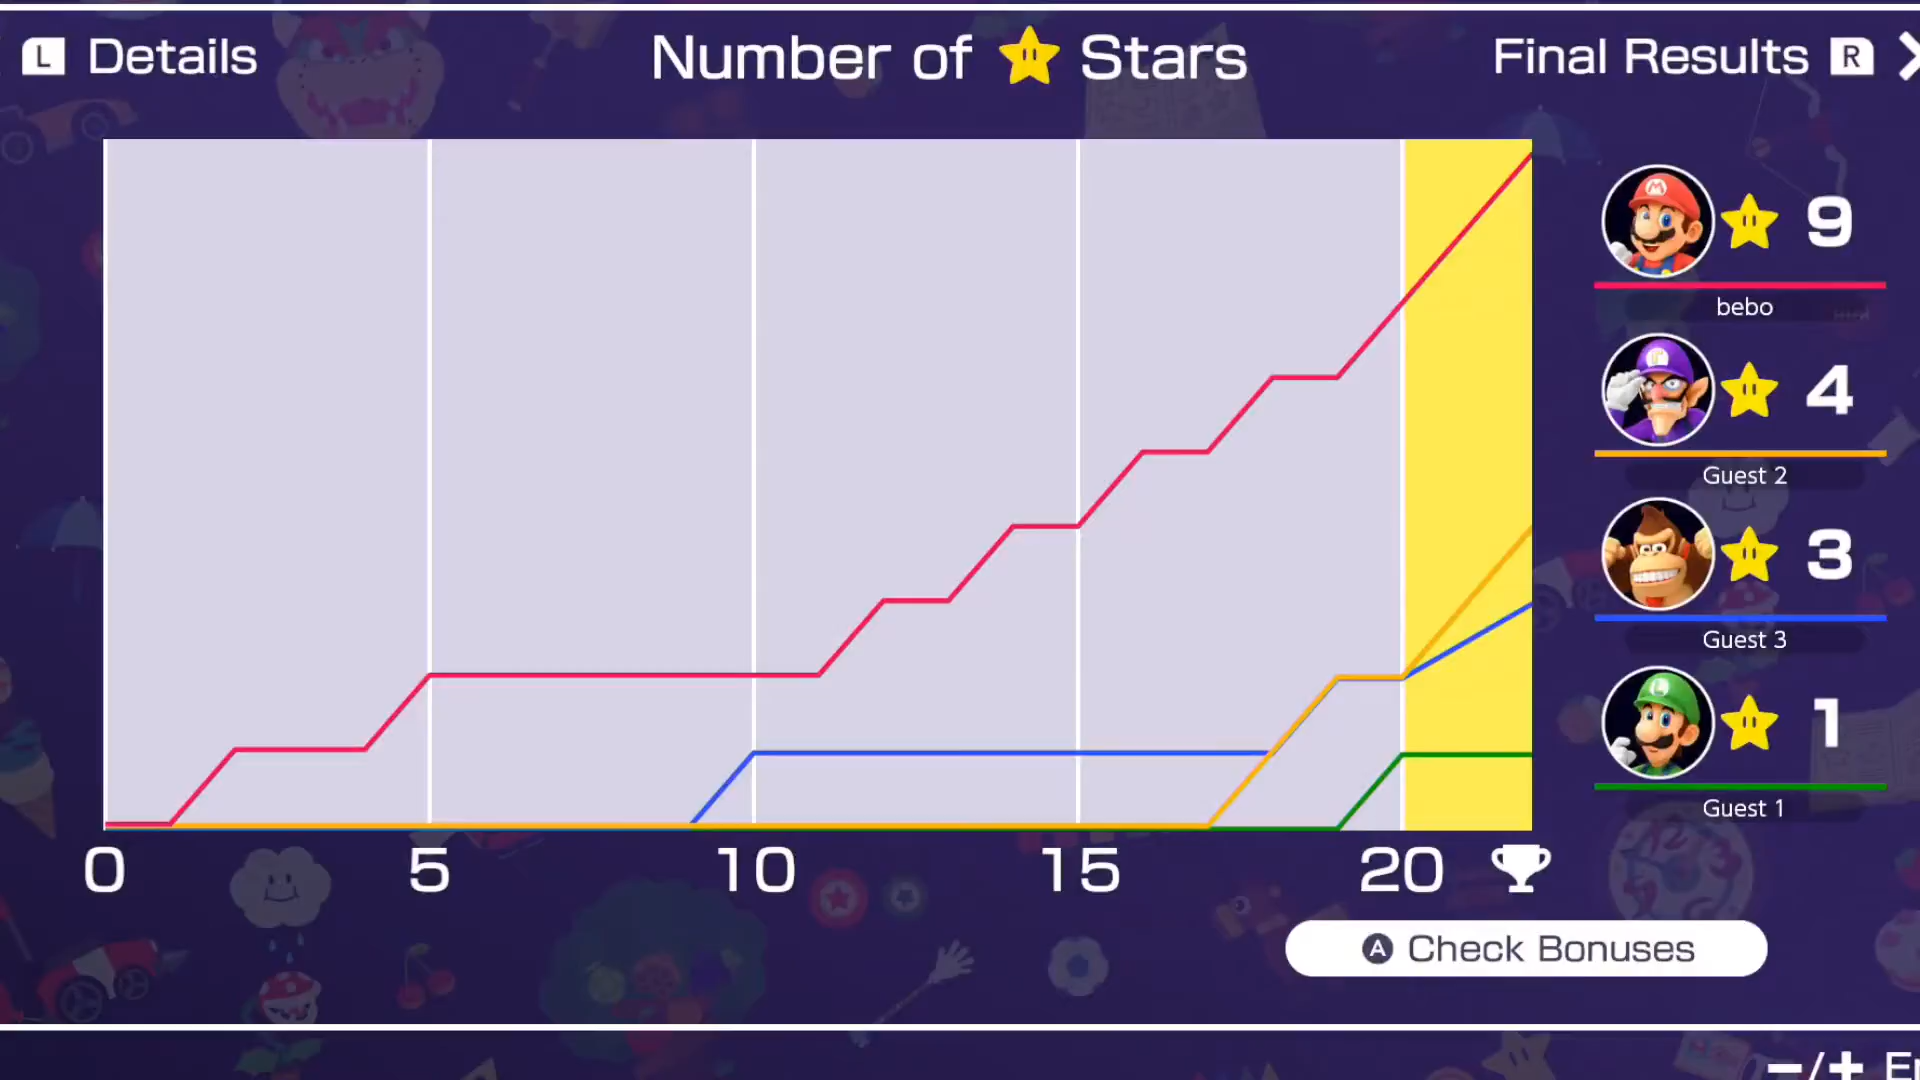 L Details
Number of Stars
Final Results R
9
bebo
4
Guest 2
3
Guest 3
1
Guest 1
0 5 10 15 20
A Check Bonuses
−/+